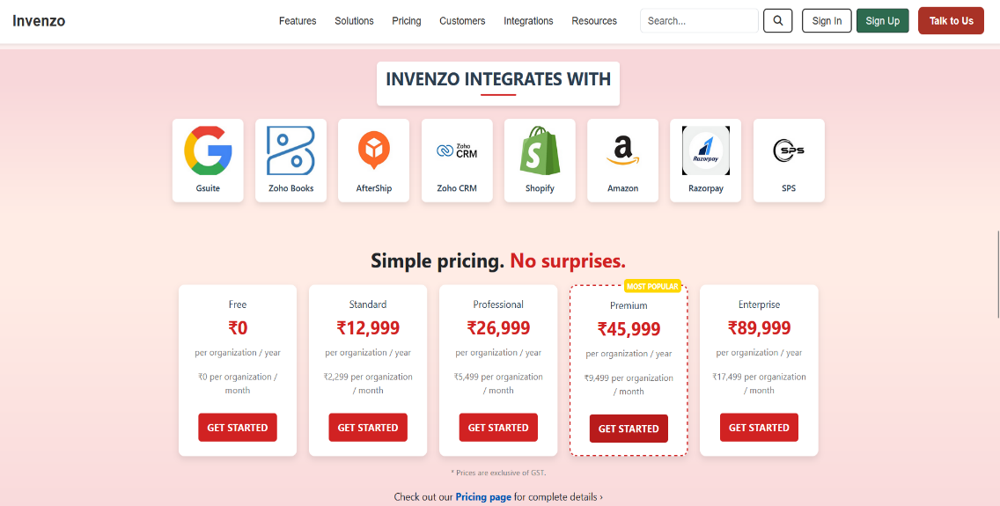 Invenzo
Features
Solutions
Pricing
Customers
Integrations
Resources
Search...
Sign In
Sign Up
Talk to Us
INVENZO INTEGRATES WITH
Gsuite
Zoho Books
AfterShip
Zoho
CRM
Zoho CRM
Shopify
Amazon
Razorpay
Razorpay
SPS
SPS
Simple pricing. No surprises.
Free
₹0
per organization / year
₹0 per organization /
month
GET STARTED
Standard
₹12,999
per organization / year
₹2,299 per organization
/ month
GET STARTED
Professional
₹26,999
per organization / year
₹5,499 per organization
/ month
GET STARTED
MOST POPULAR
Premium
₹45,999
per organization / year
₹9,499 per organization
/ month
GET STARTED
Enterprise
₹89,999
per organization / year
₹17,499 per organization
/ month
GET STARTED
* Prices are exclusive of GST.
Check out our Pricing page for complete details ›